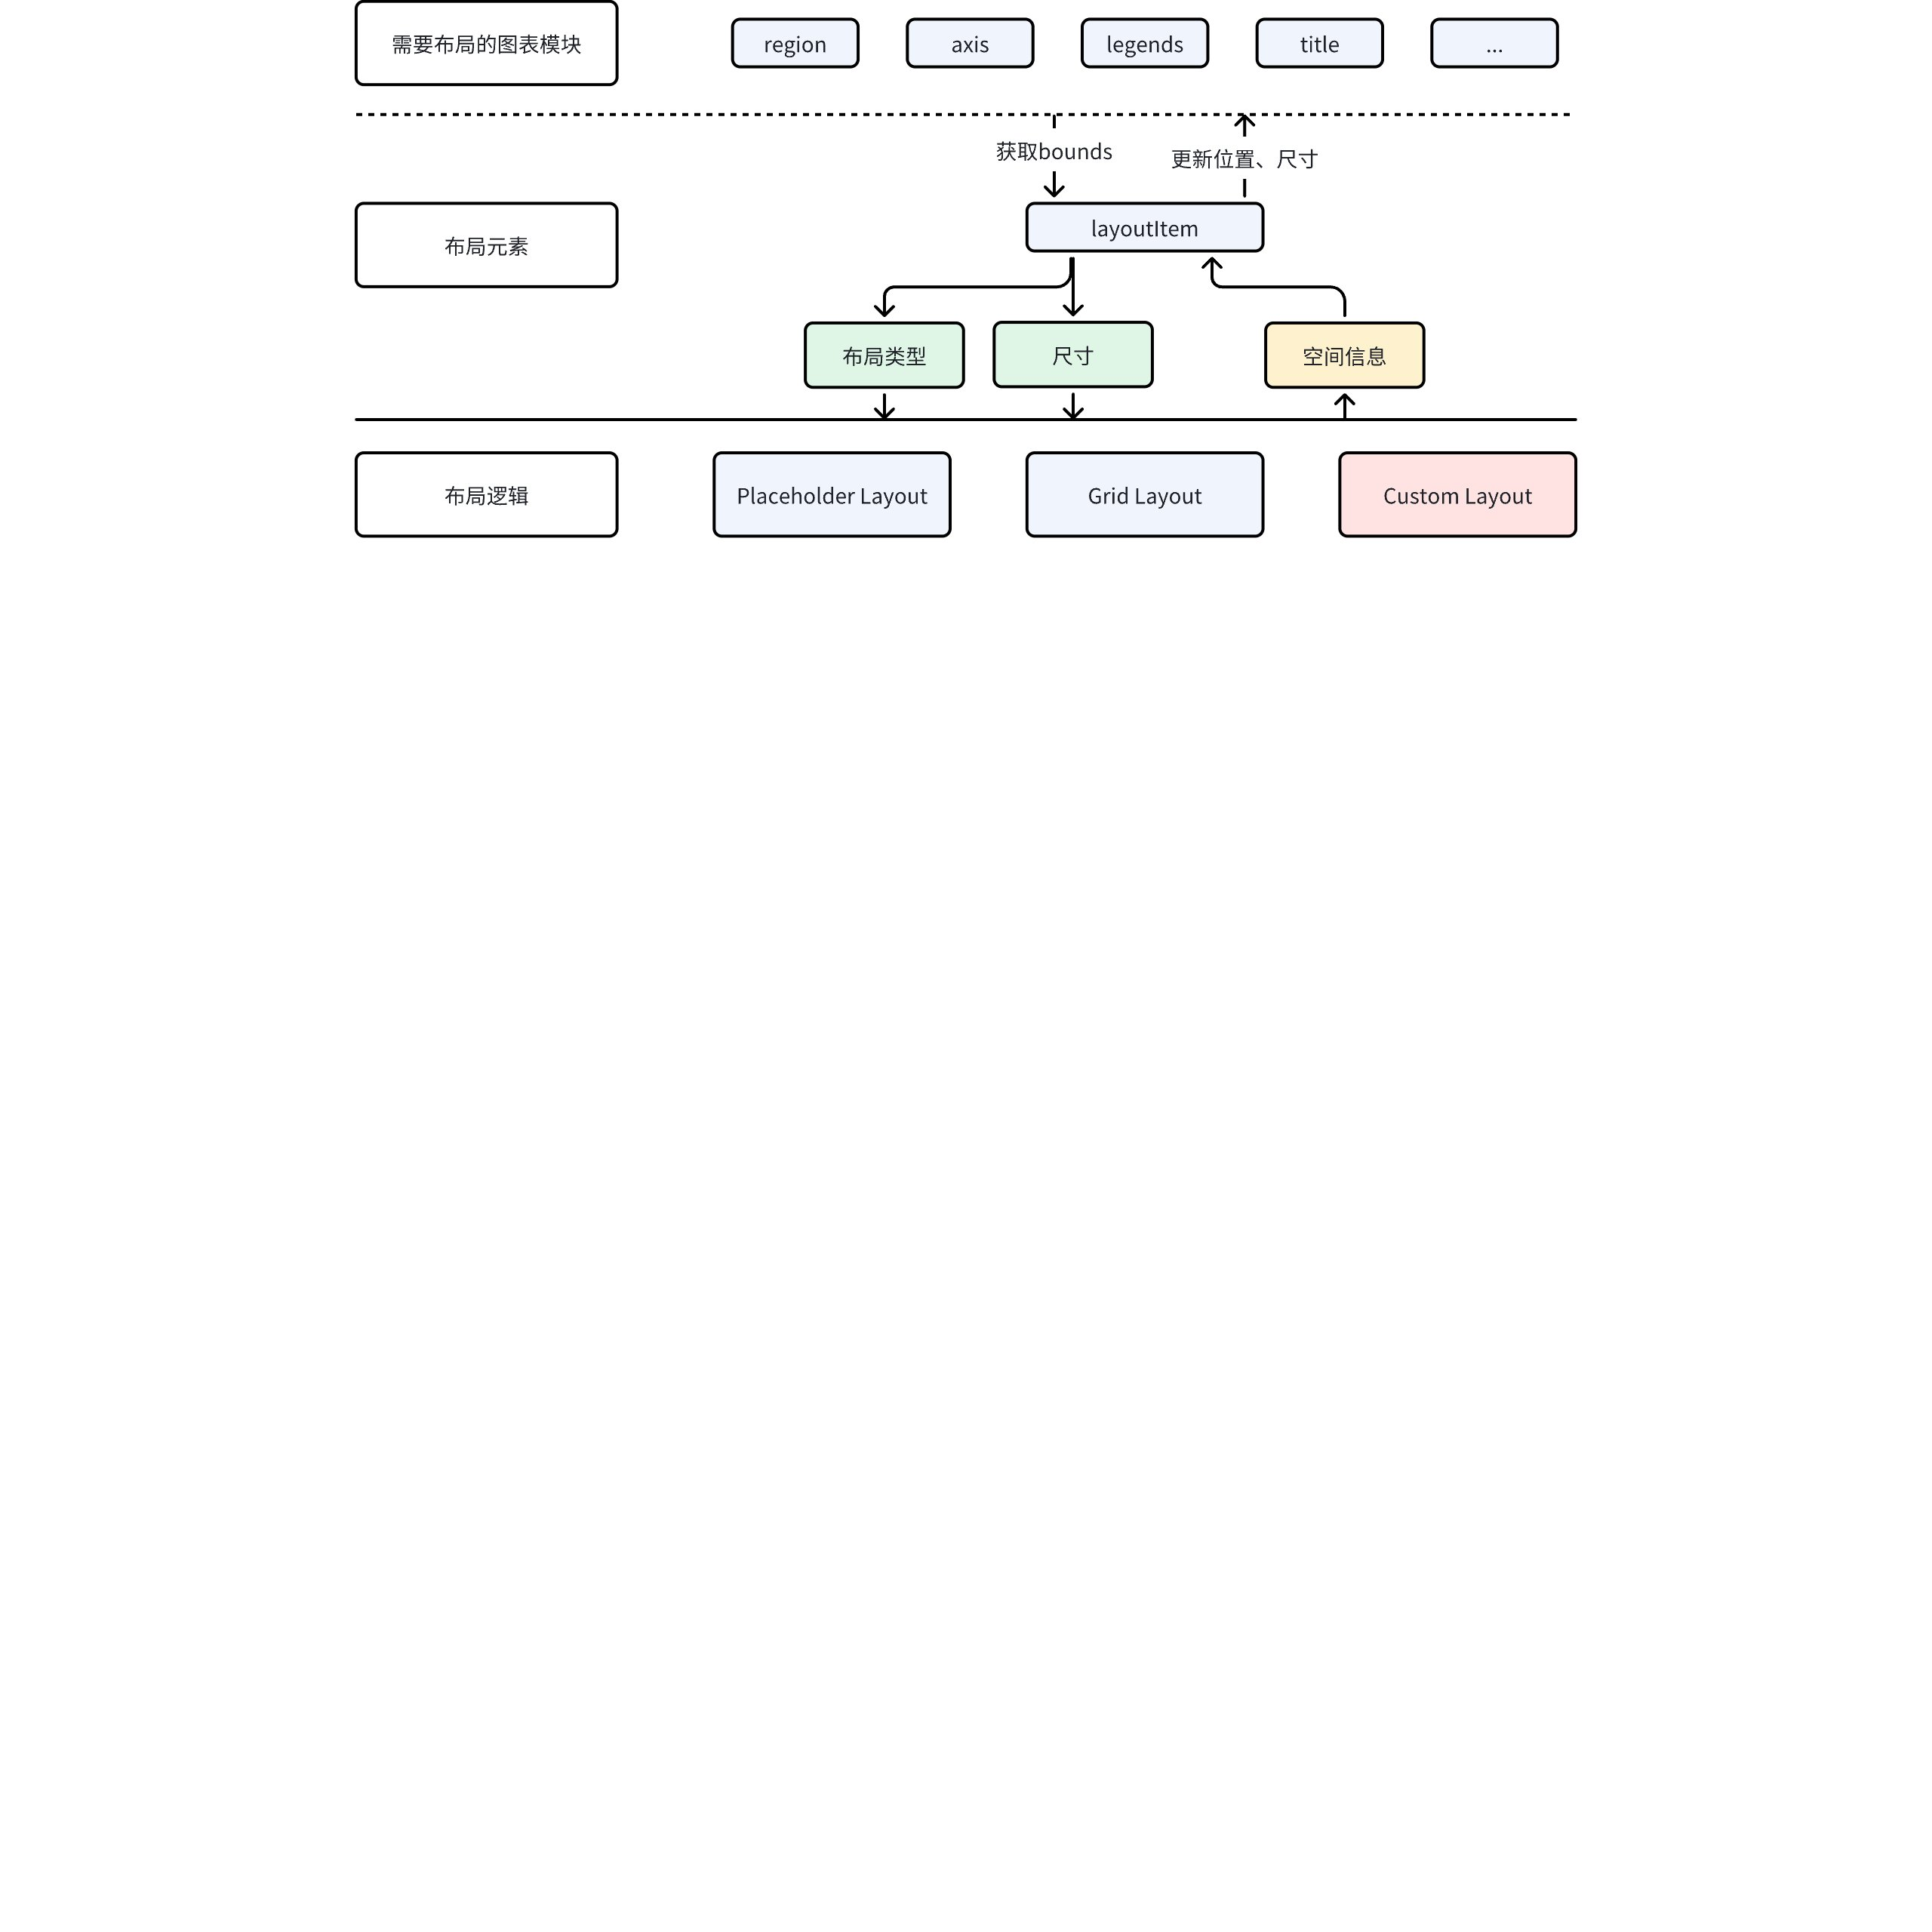 需要布局的图表模块
region
axis
legends
title
...
获取bounds
更新位置、尺寸
布局元素
layoutItem
布局类型
尺寸
空间信息
布局逻辑
Placeholder Layout
Grid Layout
Custom Layout